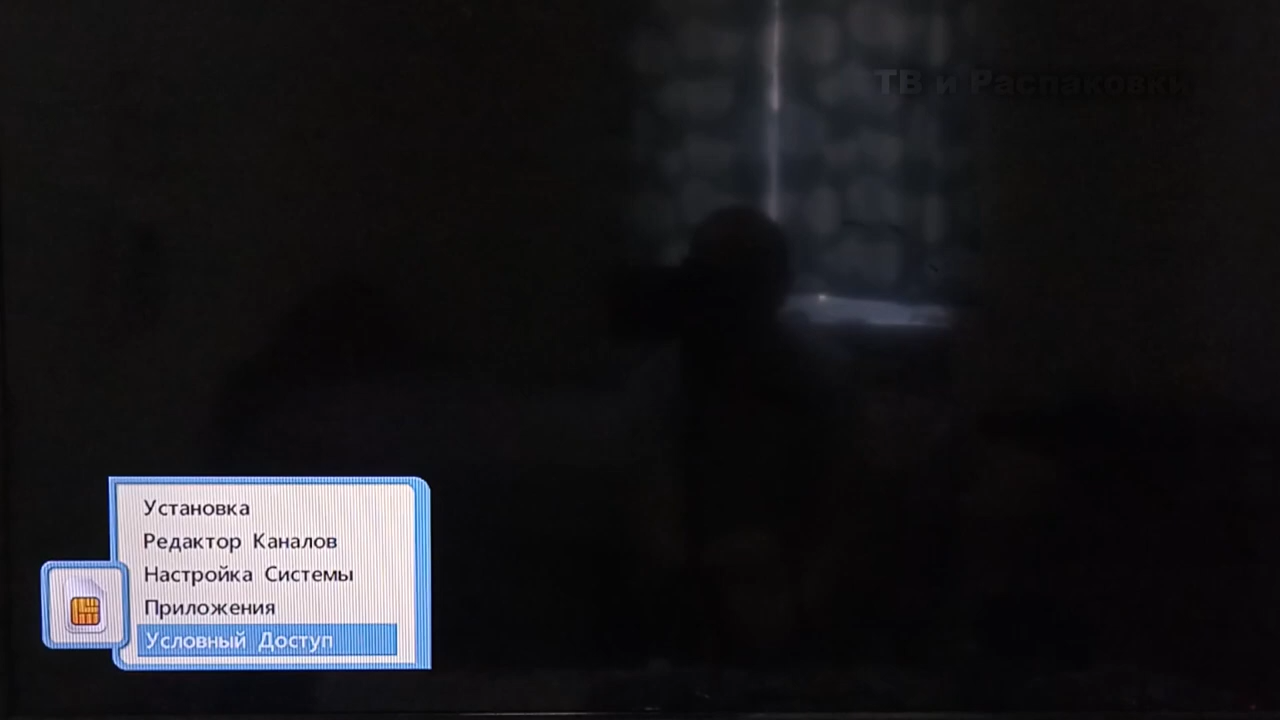 ТВ и Распаковки
Установка
Редактор Каналов
Настройка Системы
Приложения
Условный Доступ